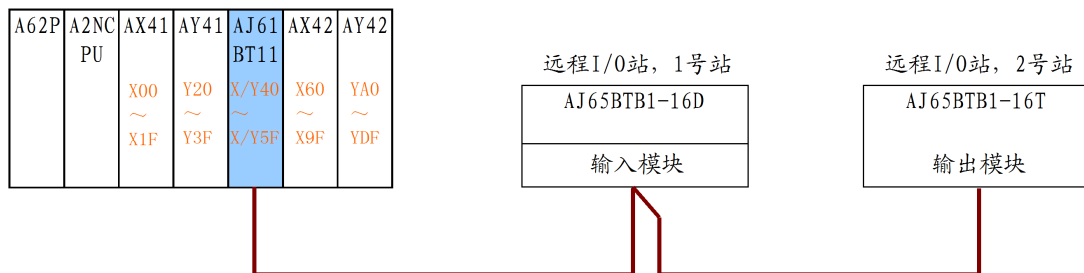 A62P A2NC AX41 AY41 AJ61 AX42 AY42
PU BT11
X00 Y20 X/Y40 X60 YA0
~ ~ ~ ~ ~
X1F Y3F X/Y5F X9F YDF
远程I/O站, 1号站
AJ65BTB1-16D
输入模块
远程I/O站, 2号站
AJ65BTB1-16T
输出模块